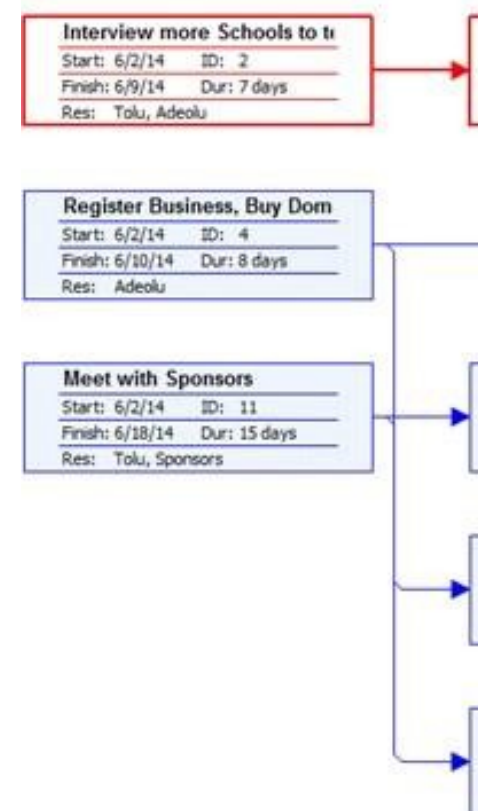 Interview more Schools to te
Start: 6/2/14 ID: 2
Finish: 6/9/14 Dur: 7 days
Res: Tolu, Adeolu
Register Business, Buy Dom
Start: 6/2/14 ID: 4
Finish: 6/10/14 Dur: 8 days
Res: Adeolu
Meet with Sponsors
Start: 6/2/14 ID: 11
Finish: 6/18/14 Dur: 15 days
Res: Tolu, Sponsors